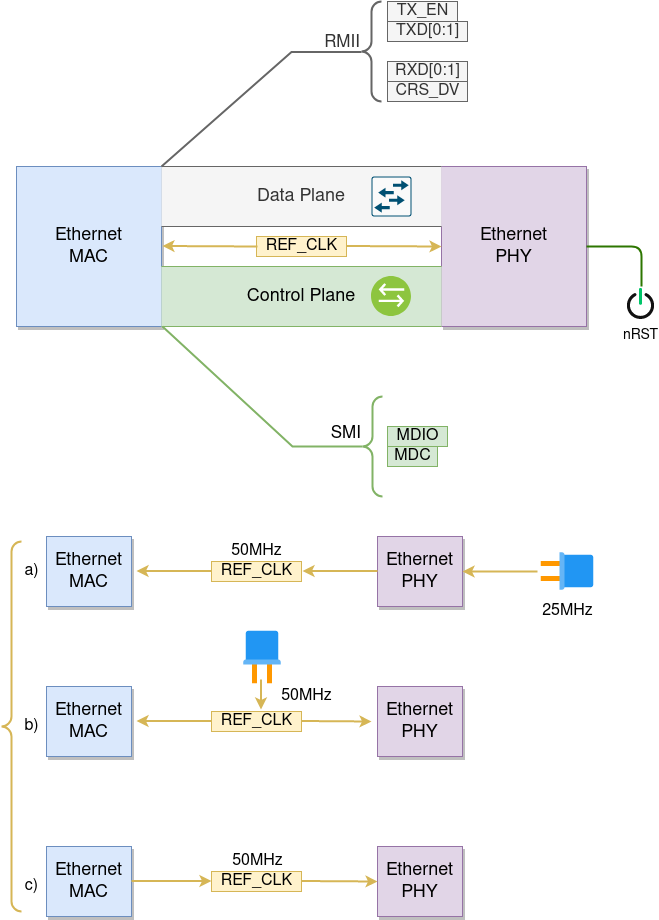 TX_EN
RMII
TXD[0:1]
RXD[0:1]
CRS_DV
Data Plane
Ethernet
MAC
REF_CLK
Ethernet
PHY
Control Plane
nRST
SMI
MDIO
MDC
a)
Ethernet
MAC
50MHz
REF_CLK
Ethernet
PHY
25MHz
b)
Ethernet
MAC
50MHz
REF_CLK
Ethernet
PHY
c)
Ethernet
MAC
50MHz
REF_CLK
Ethernet
PHY